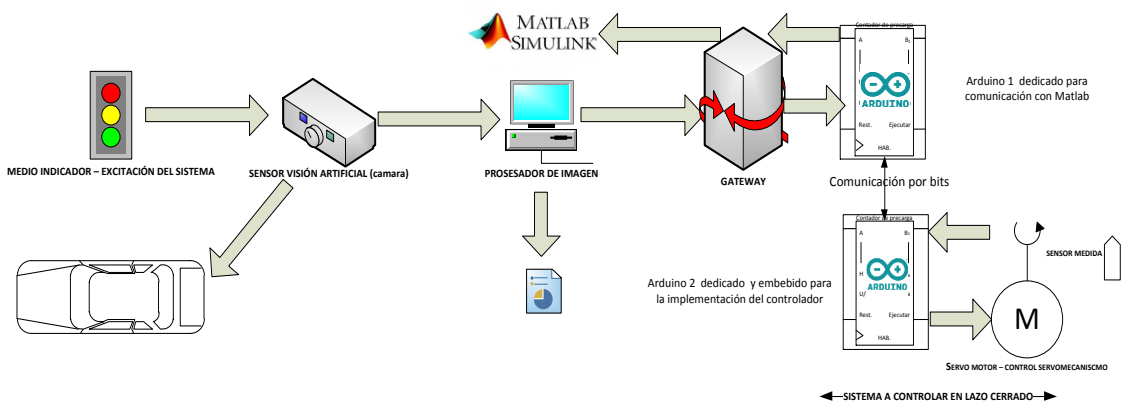 MATLAB
SIMULINK
Contador de precarga
A B₁
ARDUINO
Rest. Ejecutar
HAB.
Arduino 1 dedicado para
comunicación con Matlab
MEDIO INDICADOR – EXCITACIÓN DEL SISTEMA
SENSOR VISIÓN ARTIFICIAL (camara)
PROSESADOR DE IMAGEN
GATEWAY
Comunicación por bits
Contador de precarga
A B₁
H
U/
ARDUINO
Rest. Ejecutar
HAB.
Arduino 2 dedicado y embebido para
la implementación del controlador
SENSOR MEDIDA
M
SERVO MOTOR – CONTROL SERVOMECANISCMO
SISTEMA A CONTROLAR EN LAZO CERRADO